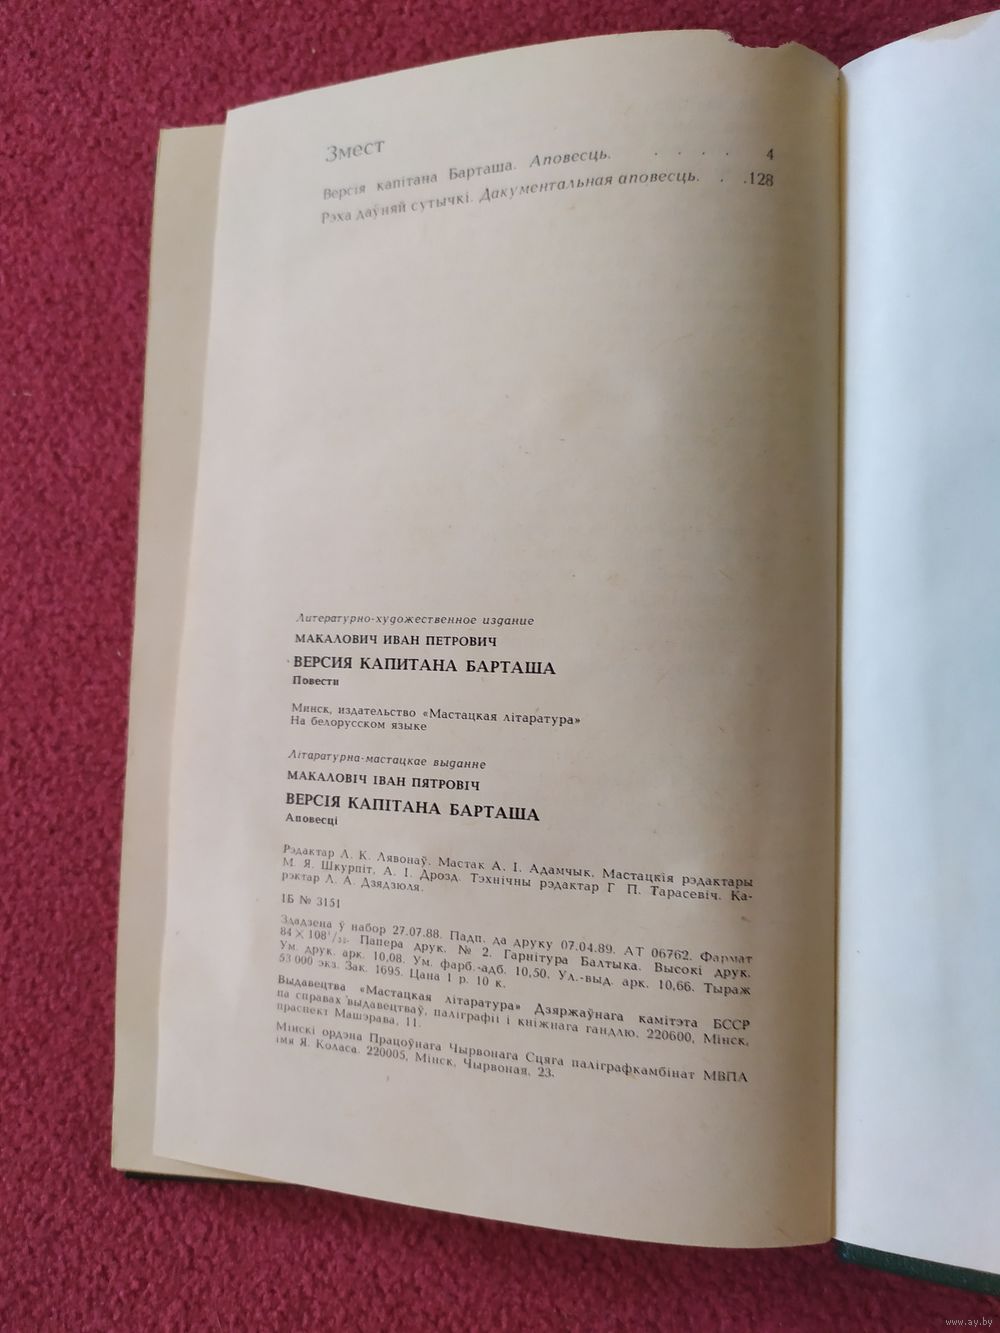 Змест
Версія капітана Барташа. Аповесць. . . . . 4
Рэха даўняй сутычкі. Дакументальная аповесць. . .128
Литературно-художественное издание
МАКАЛОВИЧ ИВАН ПЕТРОВИЧ
ВЕРСИЯ КАПИТАНА БАРТАША
Повести
Минск, издательство «Мастацкая літаратура»
На белорусском языке
Літаратурна-мастацкае выданне
МАКАЛОВІЧ ІВАН ПЯТРОВІЧ
ВЕРСІЯ КАПІТАНА БАРТАША
Аповесці
Рэдактар Л. К. Лявонаў. Мастак А. І. Адамчык. Мастацкія рэдактары
М. Я. Шкурпіт, А. І. Дрозд. Тэхнічны рэдактар Г. П. Тарасевіч. Ка-
рэктар Л. А. Дзядзюля.
ІБ № 3151
Здадзена ў набор 27.07.88. Падп. да друку 07.04.89. АТ 06762. Фармат
84×108¹/₃₂. Папера друк. № 2. Гарнітура Балтыка. Высокі друк.
Ум. друк. арк. 10,08. Ум. фарб.-адб. 10,50. Ул.-выд. арк. 10,66. Тыраж
53 000 экз. Зак. 1695. Цана 1 р. 10 к.
Выдавецтва «Мастацкая літаратура» Дзяржаўнага камітэта БССР
па справах выдавецтваў, паліграфіі і кніжнага гандлю. 220600, Мінск,
праспект Машэрава, 11.
Мінскі ордэна Працоўнага Чырвонага Сцяга паліграфкамбінат МВПА
імя Я. Коласа. 220005, Мінск, Чырвоная, 23.
www.ay.by